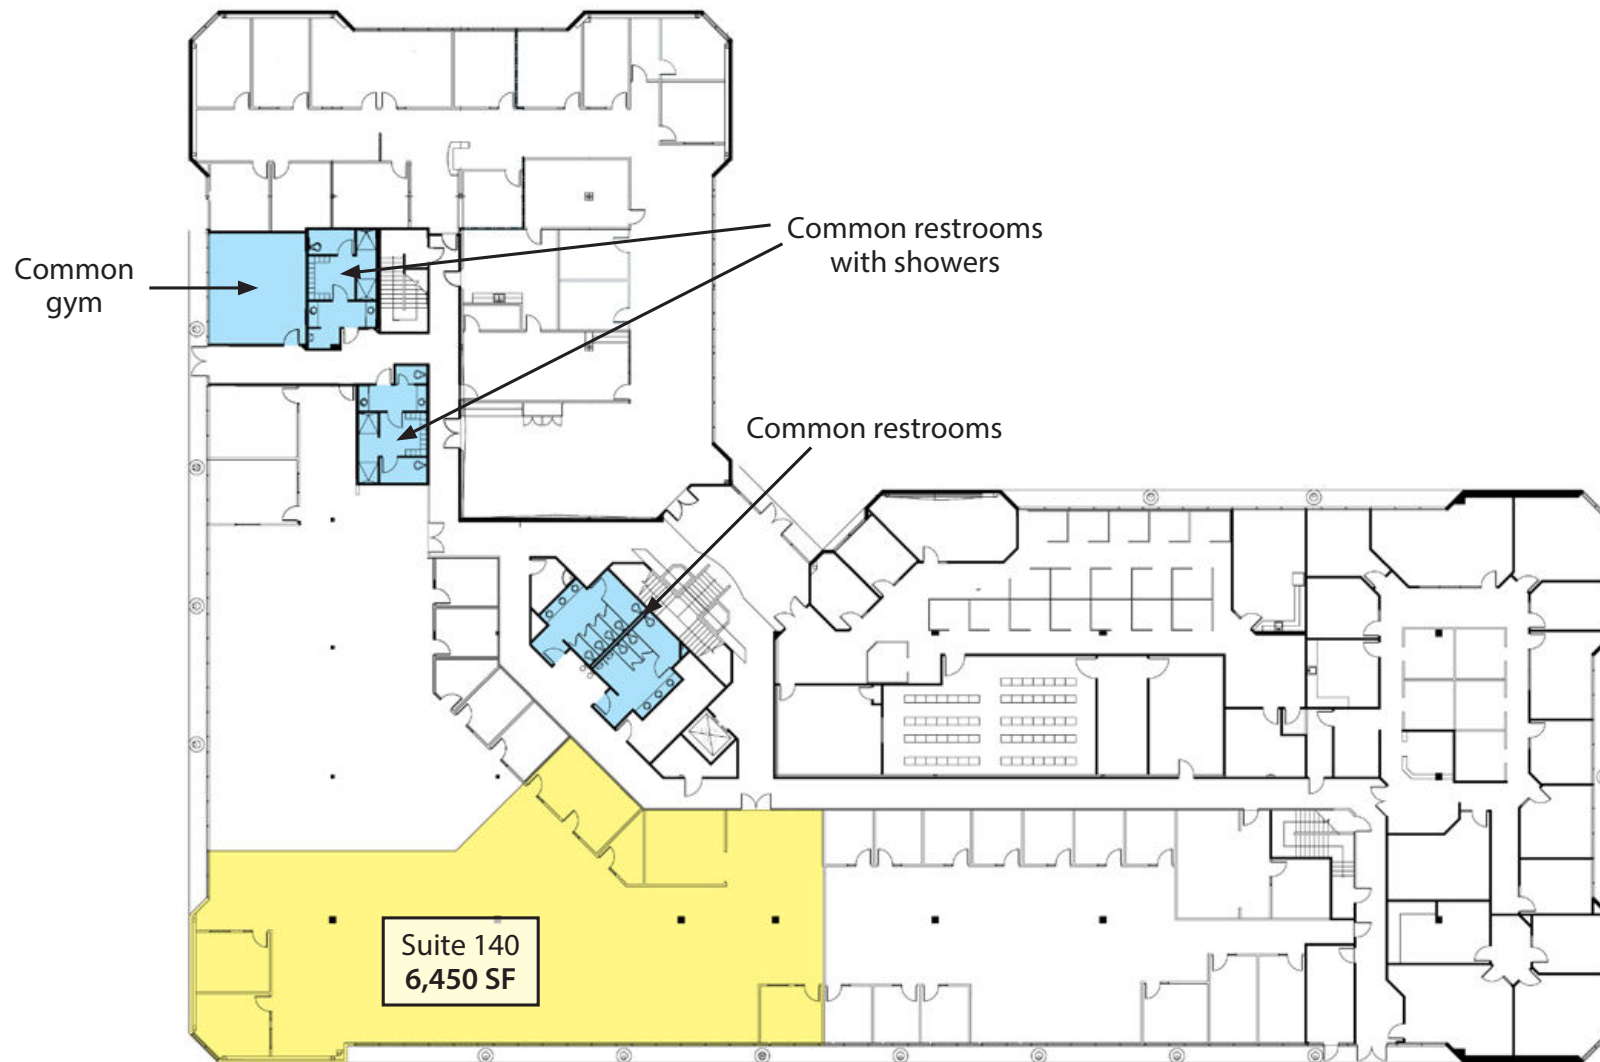 Common restrooms
with showers
Common
gym
Common restrooms
Suite 140
6,450 SF